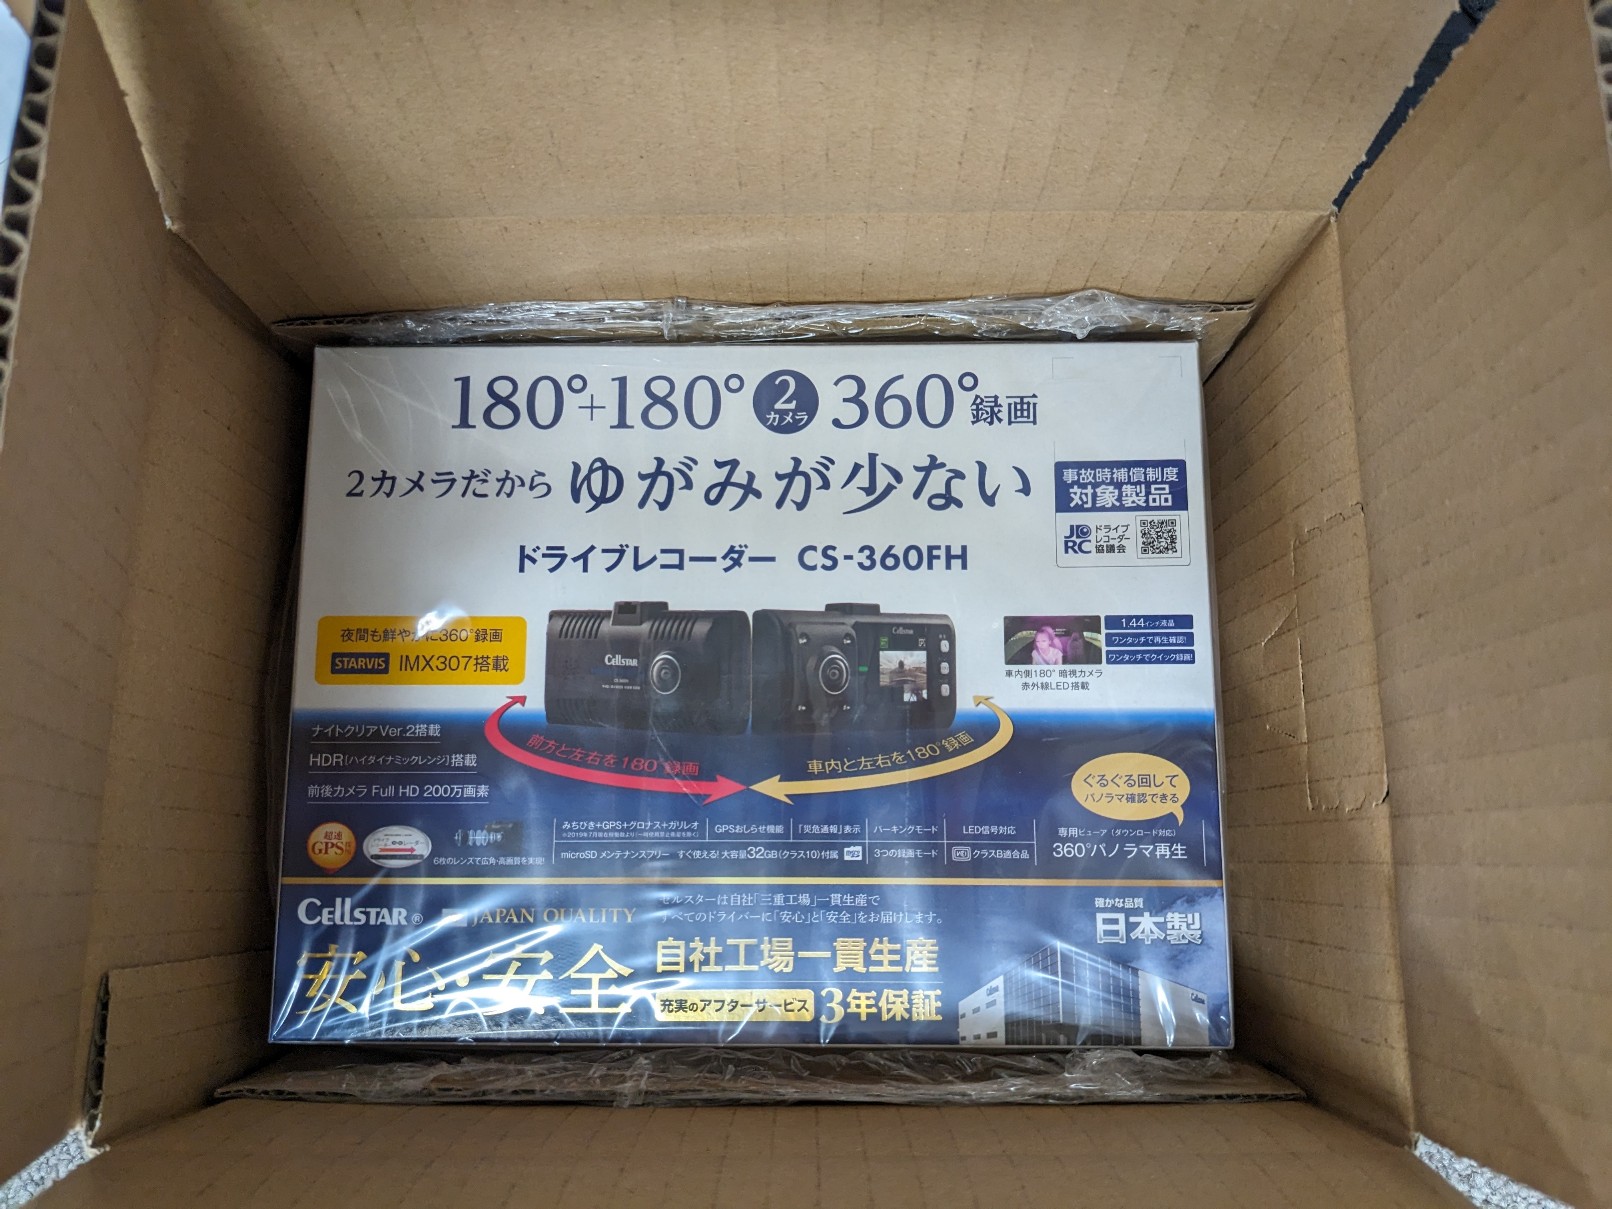 180°+180° 2カメラ 360°録画
2カメラだから ゆがみが少ない
事故時補償制度
対象製品
JDRC ドライブレコーダー協議会
ドライブレコーダー CS-360FH
夜間も鮮やかに360°録画
STARVIS IMX307搭載
CELLSTAR
Cellstar
1.44インチ液晶
ワンタッチで再生確認!
ワンタッチでクイック録画!
車内側180° 暗視カメラ
赤外線LED搭載
ナイトクリアVer.2搭載
HDR(ハイダイナミックレンジ)搭載
前後カメラ Full HD 200万画素
前方と左右を180°録画
車内と左右を180°録画
ぐるぐる回して
パノラマ確認できる
超速
GPS
6枚のレンズで広角・高画質を実現!
みちびき+GPS+グロナス+ガリレオ
GPSおしらせ機能
「災危通報」表示
パーキングモード
LED信号対応
microSD メンテナンスフリー すぐ使える! 大容量32GB(クラス10)付属
3つの録画モード
クラスB適合品
専用ビューア(ダウンロード対応)
360°パノラマ再生
CELLSTAR® JAPAN QUALITY
セルスターは自社「三重工場」一貫生産で
すべてのドライバーに「安心」と「安全」をお届けします。
確かな品質
日本製
安心・安全
自社工場一貫生産
充実のアフターサービス 3年保証